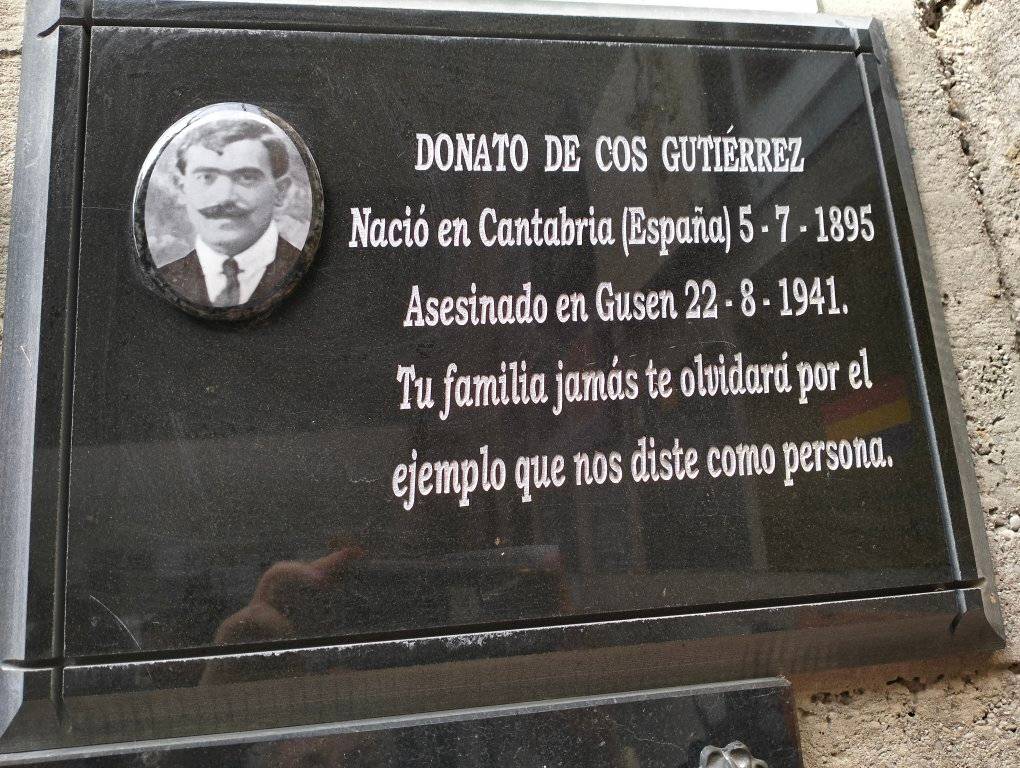 DONATO DE COS GUTIÉRREZ
Nació en Cantabria (España) 5 - 7 - 1895
Asesinado en Gusen 22 - 8 - 1941.
Tu familia jamás te olvidará por el
ejemplo que nos diste como persona.